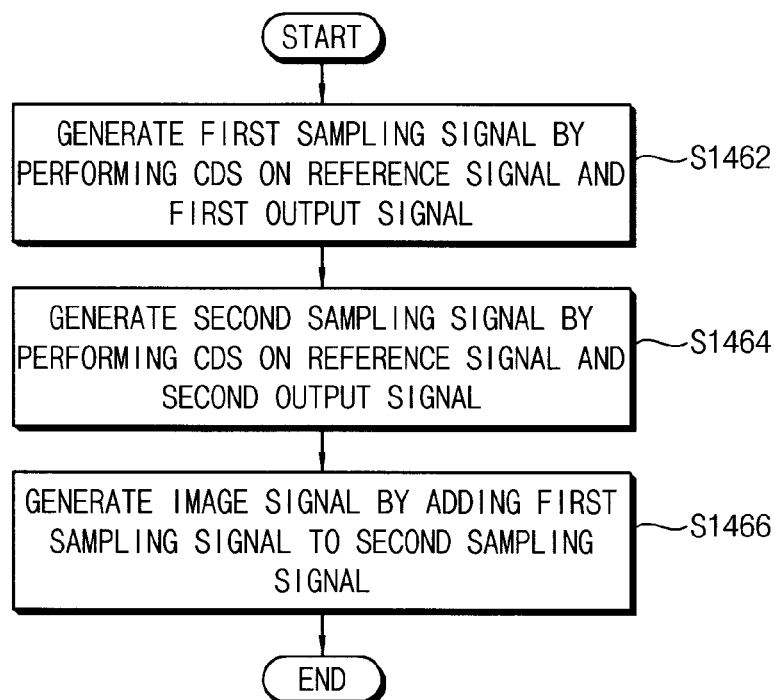 START
GENERATE FIRST SAMPLING SIGNAL BY
PERFORMING CDS ON REFERENCE SIGNAL AND
FIRST OUTPUT SIGNAL
S1462
GENERATE SECOND SAMPLING SIGNAL BY
PERFORMING CDS ON REFERENCE SIGNAL AND
SECOND OUTPUT SIGNAL
S1464
GENERATE IMAGE SIGNAL BY ADDING FIRST
SAMPLING SIGNAL TO SECOND SAMPLING
SIGNAL
S1466
END